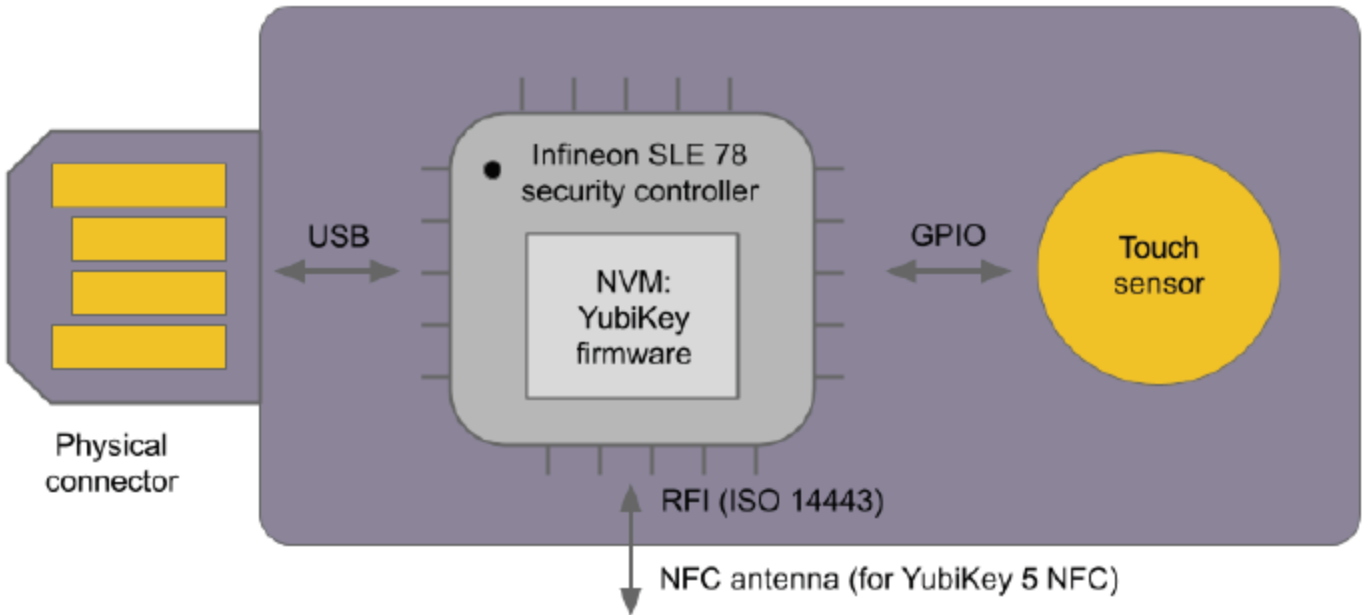 Infineon SLE 78
security controller
USB
GPIO
Touch
sensor
NVM:
YubiKey
firmware
Physical
connector
RFI (ISO 14443)
NFC antenna (for YubiKey 5 NFC)